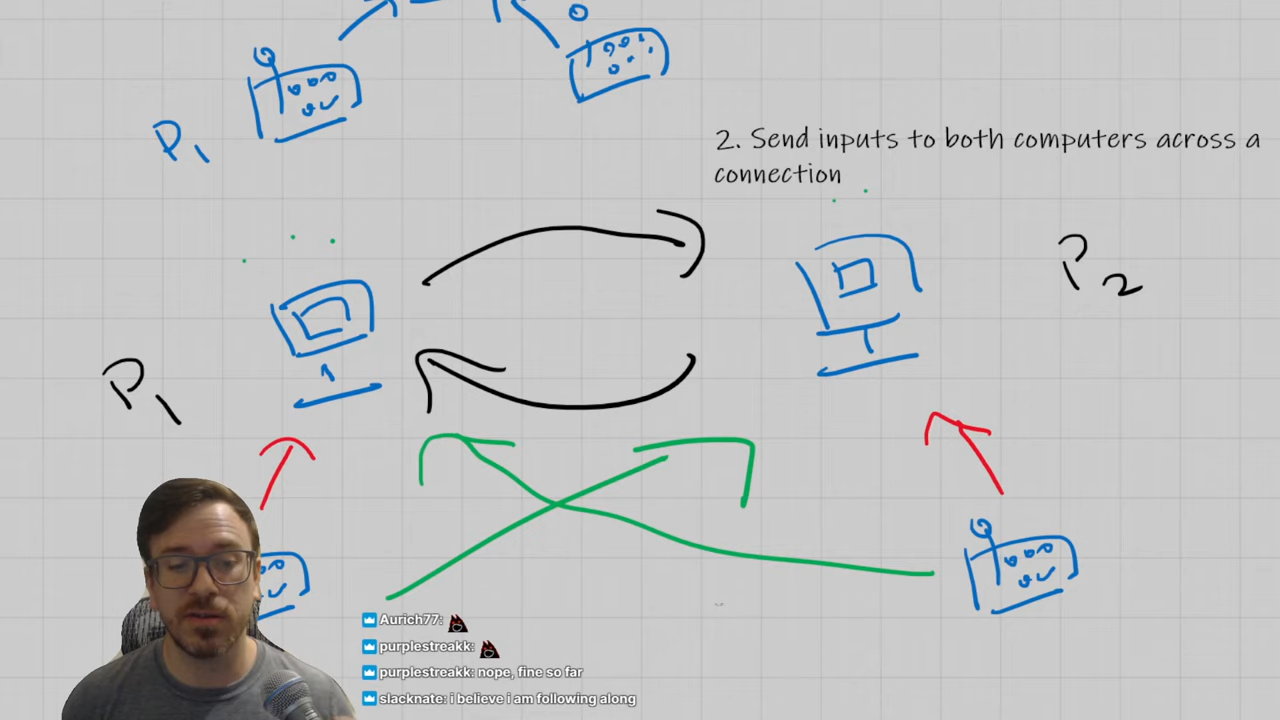 P1
2. Send inputs to both computers across a
connection
P2
P1
Aurich77:
purplestreakk:
purplestreakk: nope, fine so far
slacknate: i believe i am following along